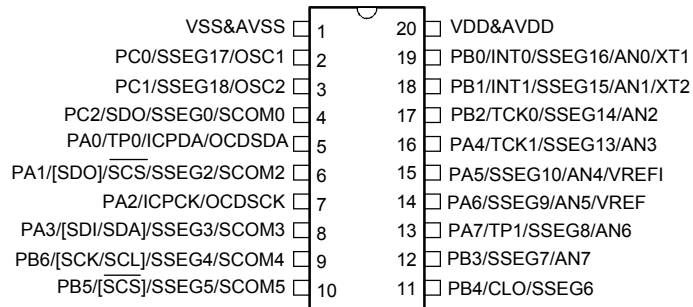 VSS&AVSS 1 20 VDD&AVDD
PC0/SSEG17/OSC1 2 19 PB0/INT0/SSEG16/AN0/XT1
PC1/SSEG18/OSC2 3 18 PB1/INT1/SSEG15/AN1/XT2
PC2/SDO/SSEG0/SCOM0 4 17 PB2/TCK0/SSEG14/AN2
PA0/TP0/ICPDA/OCDSDA 5 16 PA4/TCK1/SSEG13/AN3
PA1/[SDO]/SCS/SSEG2/SCOM2 6 15 PA5/SSEG10/AN4/VREFI
PA2/ICPCK/OCDSCK 7 14 PA6/SSEG9/AN5/VREF
PA3/[SDI/SDA]/SSEG3/SCOM3 8 13 PA7/TP1/SSEG8/AN6
PB6/[SCK/SCL]/SSEG4/SCOM4 9 12 PB3/SSEG7/AN7
PB5/[SCS]/SSEG5/SCOM5 10 11 PB4/CLO/SSEG6